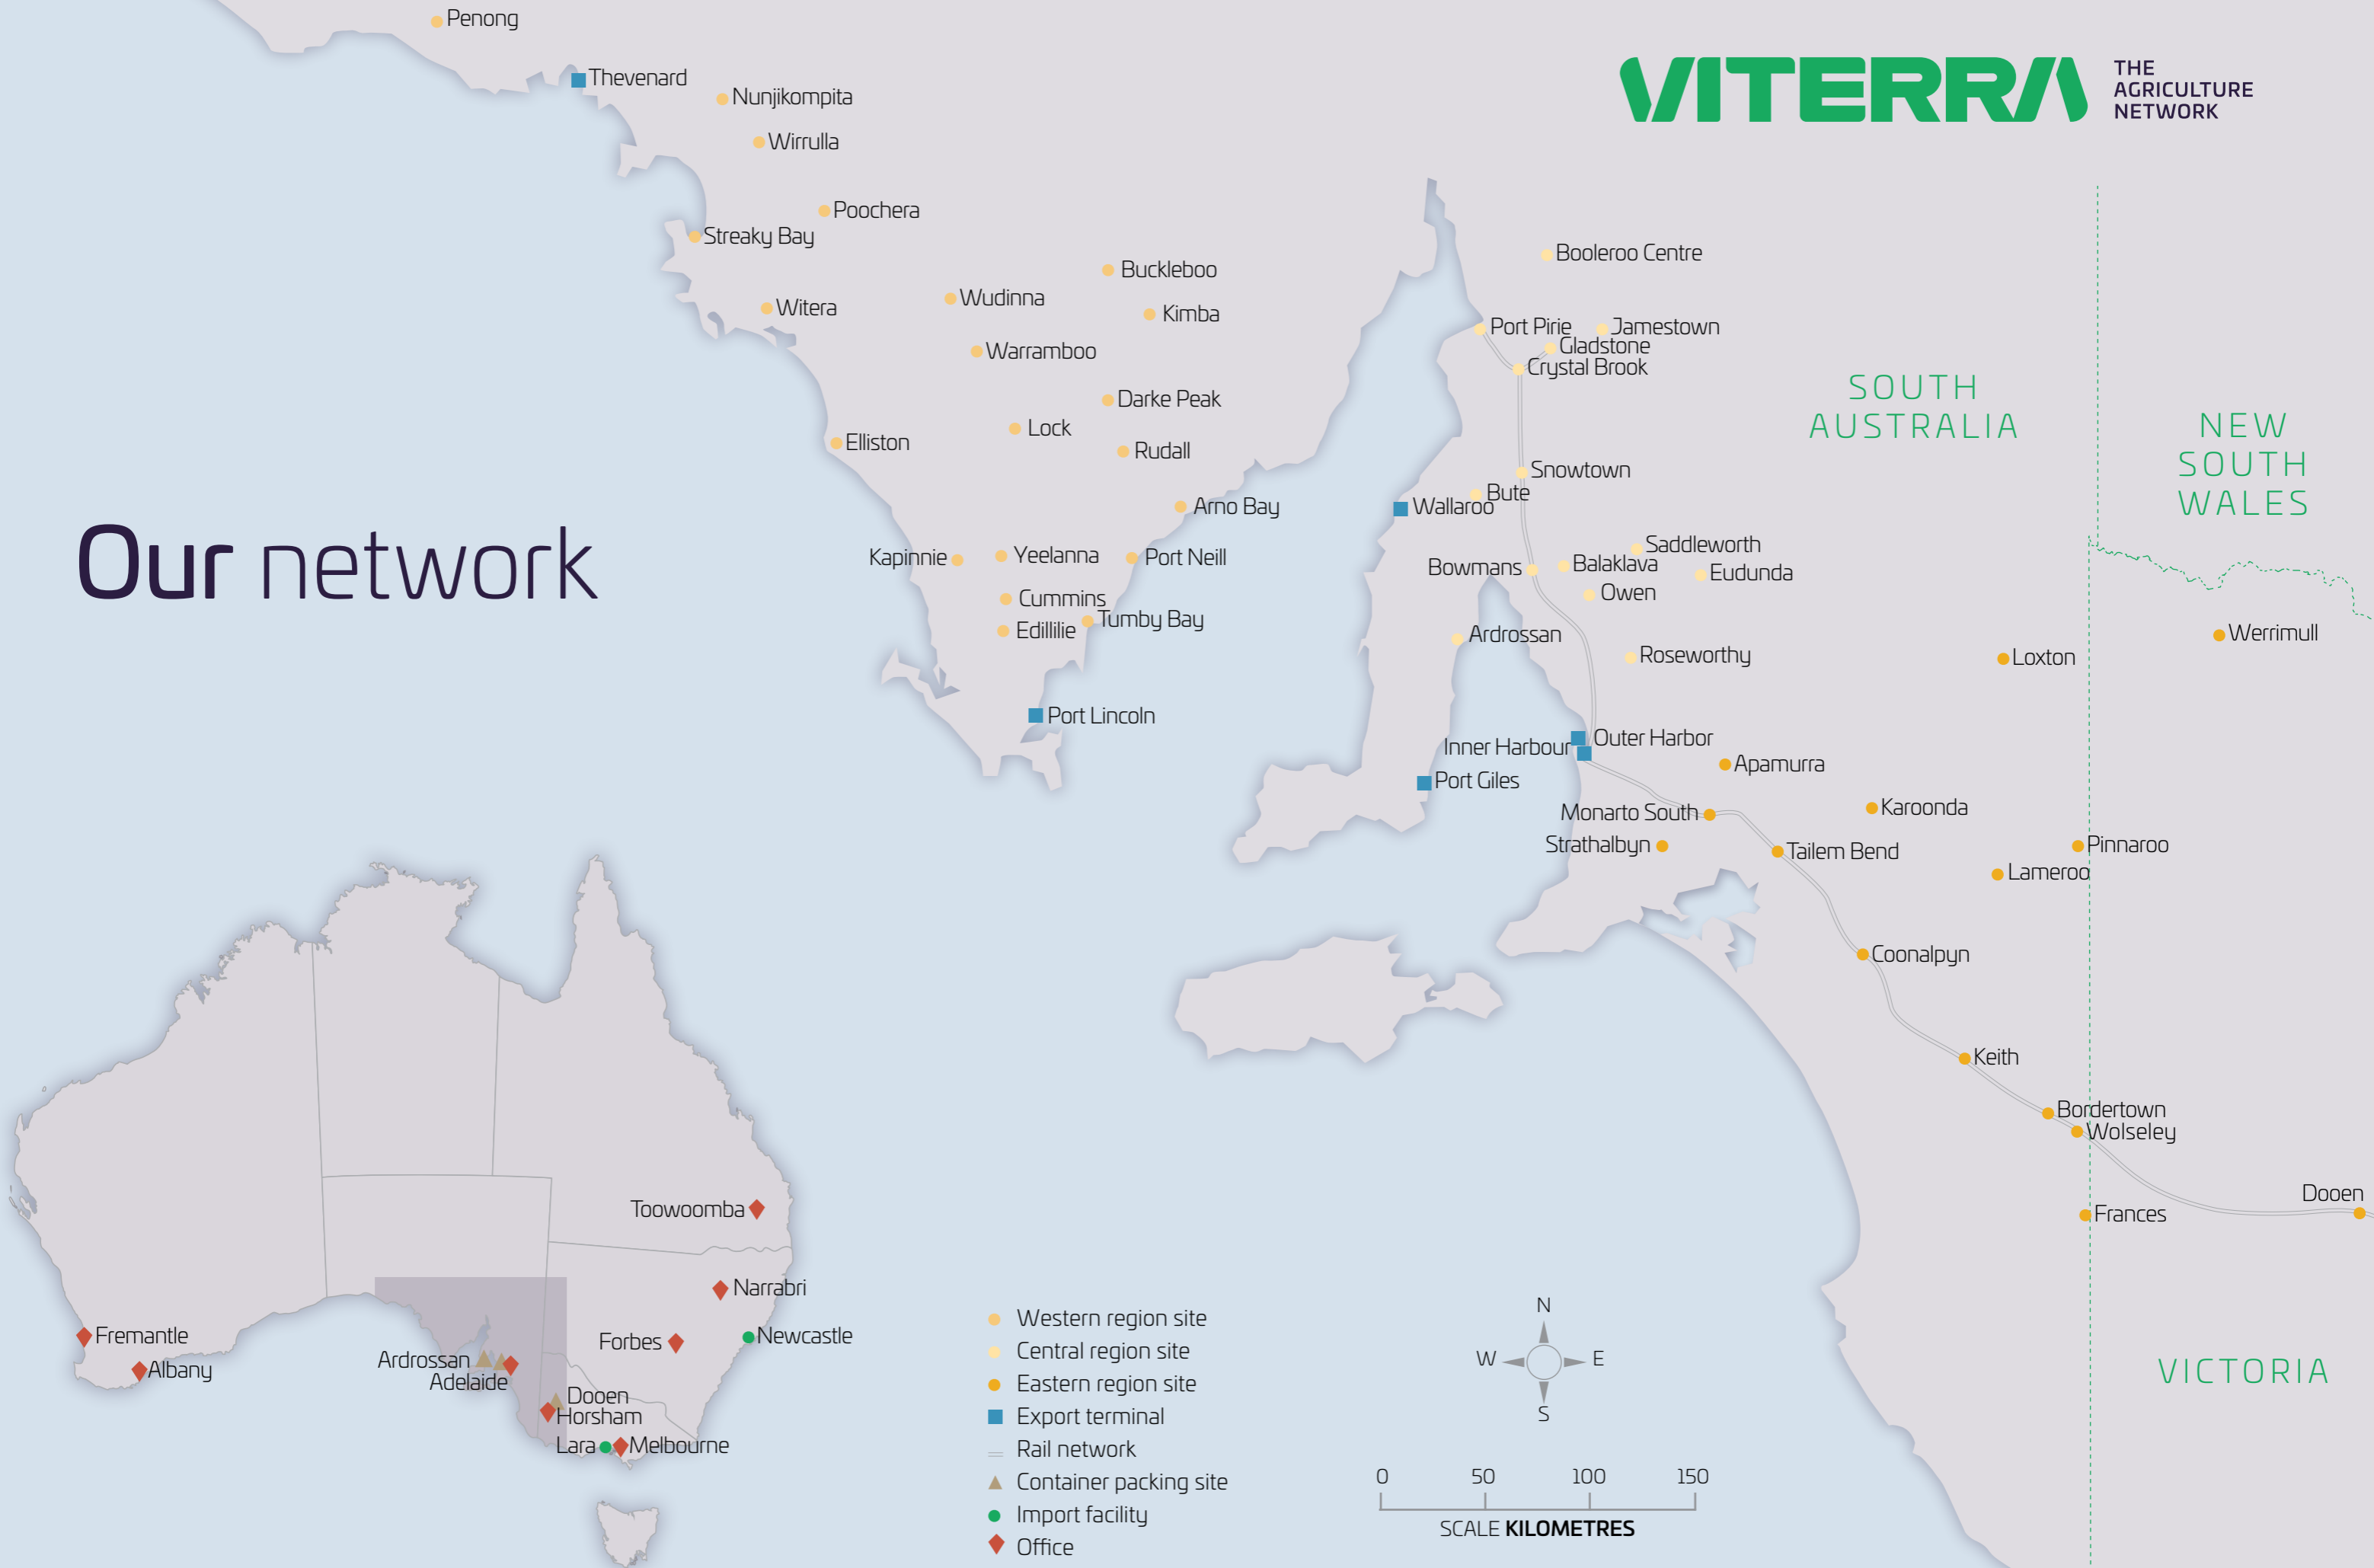 Penong
Thevenard
Nunjikompita
Wirrulla
Poochera
Streaky Bay
Buckleboo
Wudinna
Witera
Kimba
Warramboo
Darke Peak
Lock
Elliston
Rudall
Arno Bay
Kapinnie
Yeelanna
Port Neill
Cummins
Tumby Bay
Edillilie
Port Lincoln
VITERRA
THE
AGRICULTURE
NETWORK
Booleroo Centre
Port Pirie
Jamestown
Gladstone
Crystal Brook
SOUTH
AUSTRALIA
NEW
SOUTH
WALES
Snowtown
Bute
Wallaroo
Saddleworth
Bowmans
Balaklava
Eudunda
Owen
Ardrossan
Roseworthy
Werrimull
Loxton
Outer Harbor
Inner Harbour
Apamurra
Port Giles
Karoonda
Monarto South
Strathalbyn
Tailem Bend
Pinnaroo
Lameroo
Coonalpyn
Keith
Bordertown
Wolseley
Dooen
Frances
VICTORIA
Our network
Toowoomba
Narrabri
Fremantle
Forbes
Newcastle
Albany
Ardrossan
Adelaide
Dooen
Horsham
Lara
Melbourne
Western region site
Central region site
Eastern region site
Export terminal
Rail network
Container packing site
Import facility
Office
N
W
E
S
0 50 100 150
SCALE KILOMETRES